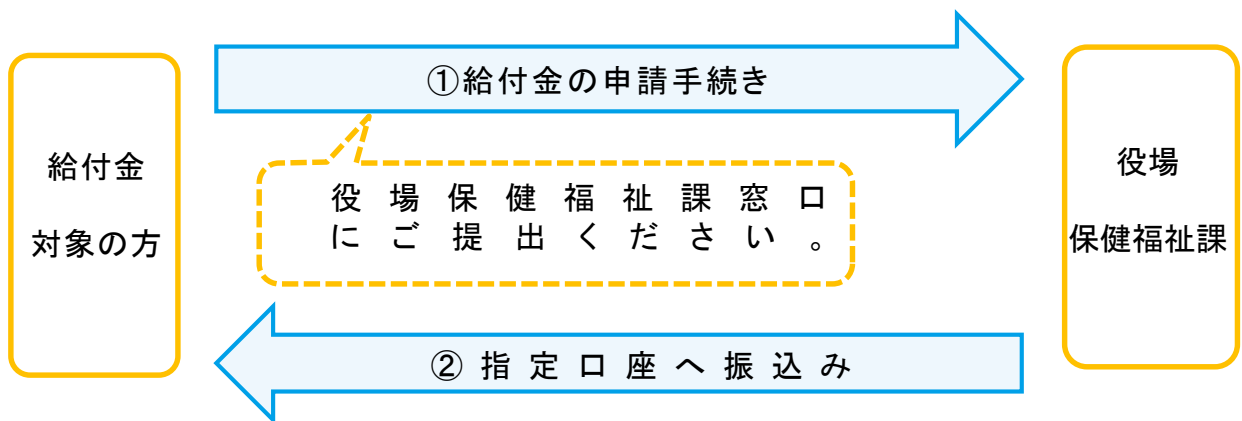 給付金
対象の方
①給付金の申請手続き
役場保健福祉課窓口
にご提出ください。
②指定口座へ振込み
役場
保健福祉課